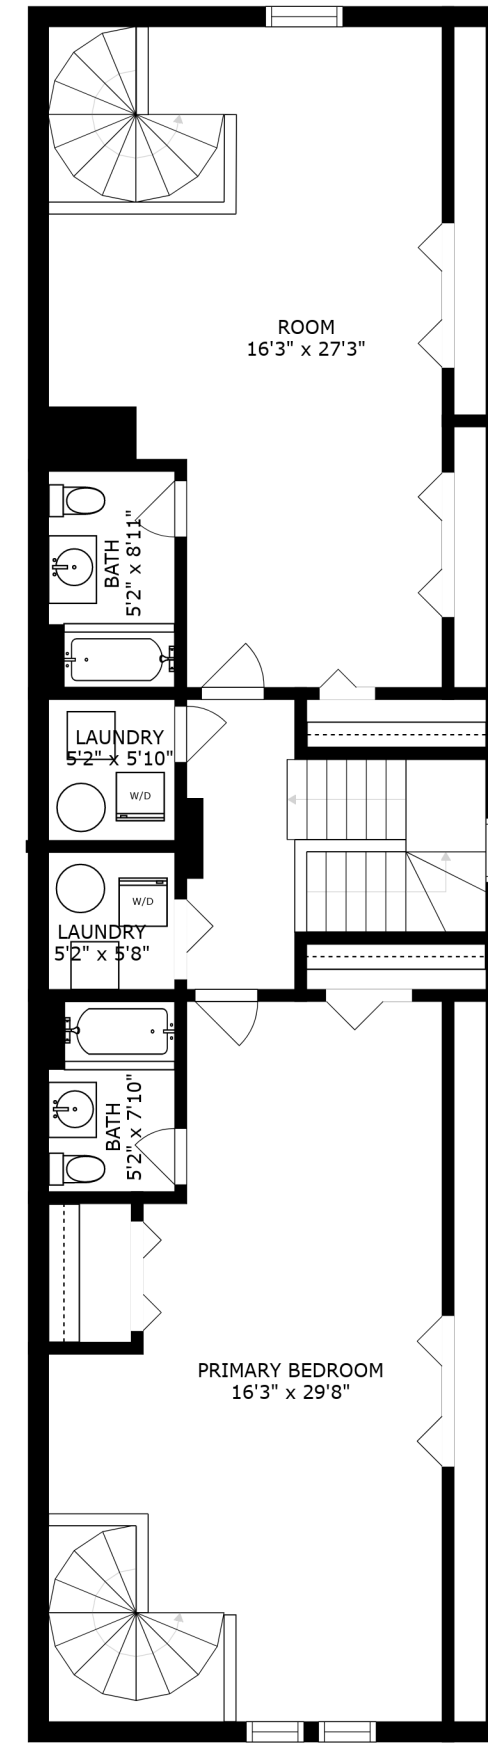 ROOM
16'3" x 27'3"
BATH
5'2" x 8'11"
LAUNDRY
5'2" x 5'10"
W/D
W/D
LAUNDRY
5'2" x 5'8"
BATH
5'2" x 7'10"
PRIMARY BEDROOM
16'3" x 29'8"